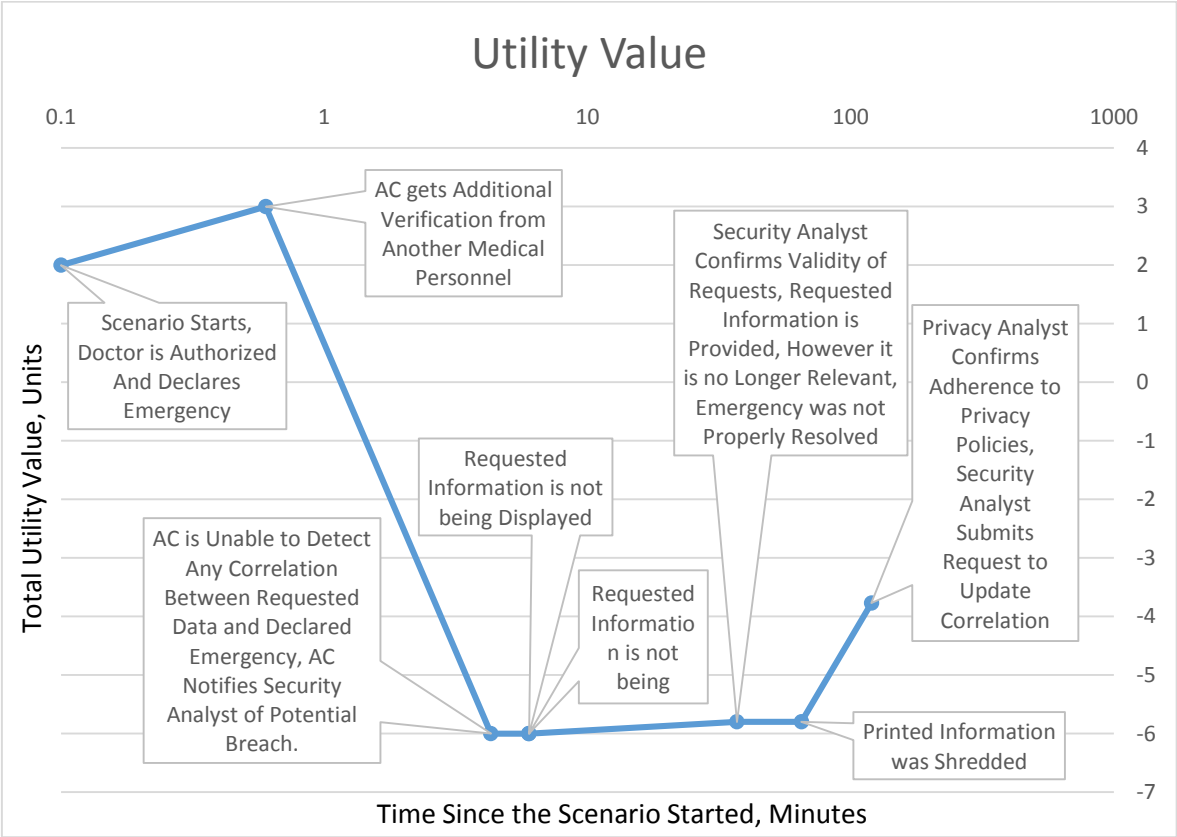 Utility Value
0.1 1 10 100 1000
4
3
2
1
0
-1
-2
-3
-4
-5
-6
-7
Total Utility Value, Units
Scenario Starts,
Doctor is Authorized
And Declares
Emergency
AC gets Additional
Verification from
Another Medical
Personnel
AC is Unable to Detect
Any Correlation
Between Requested
Data and Declared
Emergency, AC
Notifies Security
Analyst of Potential
Breach.
Requested
Information is not
being Displayed
Requested
Informatio
n is not
being
Security Analyst
Confirms Validity of
Requests, Requested
Information is
Provided, However it
is no Longer Relevant,
Emergency was not
Properly Resolved
Printed Information
was Shredded
Privacy Analyst
Confirms
Adherence to
Privacy
Policies,
Security
Analyst
Submits
Request to
Update
Correlation
Time Since the Scenario Started, Minutes